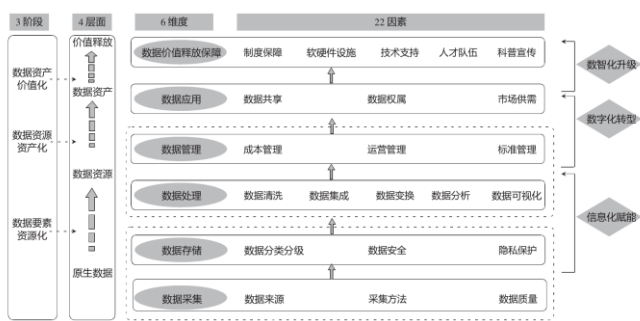 3 阶段
4 层面
6 维度
22 因素
数据资产
价值化
数据资源
资产化
数据要素
资源化
价值释放
数据资产
数据资源
原生数据
数据价值释放保障 制度保障 软硬件设施 技术支持 人才队伍 科普宣传
数据应用 数据共享 数据权属 市场供需
数据管理 成本管理 运营管理 标准管理
数据处理 数据清洗 数据集成 数据变换 数据分析 数据可视化
数据存储 数据分类分级 数据安全 隐私保护
数据采集 数据来源 采集方法 数据质量
数智化升级
数字化转型
信息化赋能